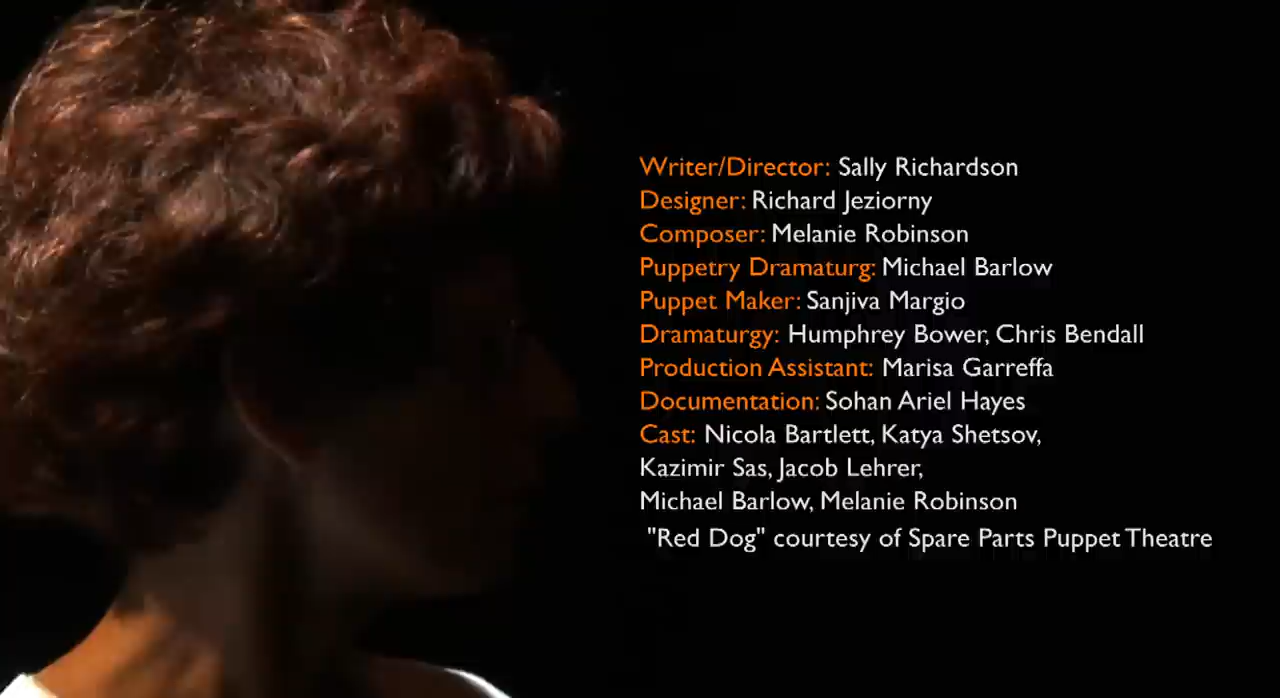 Writer/Director: Sally Richardson
Designer: Richard Jeziorny
Composer: Melanie Robinson
Puppetry Dramaturg: Michael Barlow
Puppet Maker: Sanjiva Margio
Dramaturgy: Humphrey Bower, Chris Bendall
Production Assistant: Marisa Garreffa
Documentation: Sohan Ariel Hayes
Cast: Nicola Bartlett, Katya Shetsov,
Kazimir Sas, Jacob Lehrer,
Michael Barlow, Melanie Robinson
"Red Dog" courtesy of Spare Parts Puppet Theatre